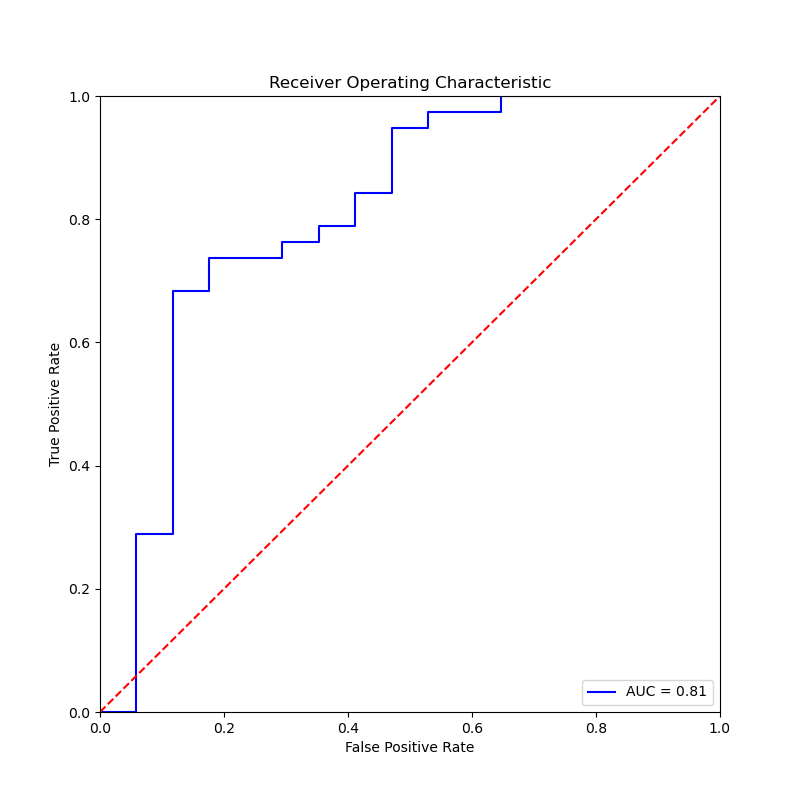 Receiver Operating Characteristic
1.0
0.8
0.6
0.4
0.2
0.0
True Positive Rate
AUC = 0.81
0.0 0.2 0.4 0.6 0.8 1.0
False Positive Rate